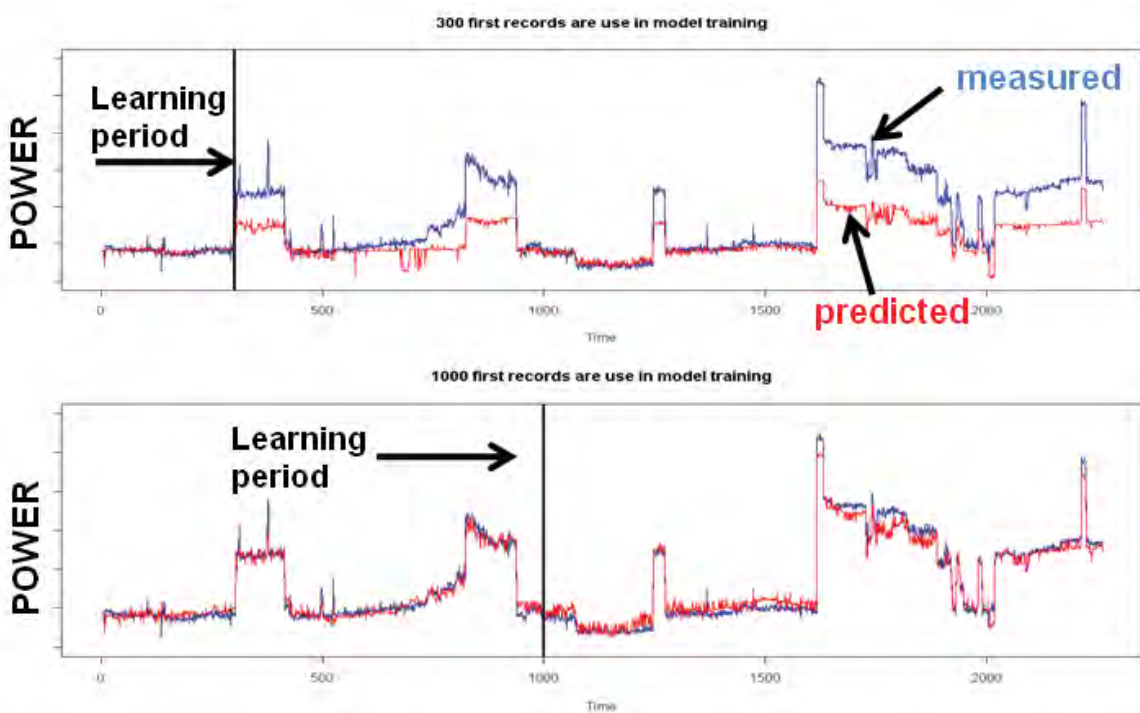 300 first records are use in model training
Learning
period
measured
POWER
predicted
0 500 1000 1500 2000
Time
1000 first records are use in model training
Learning
period
POWER
0 500 1000 1500 2000
Time